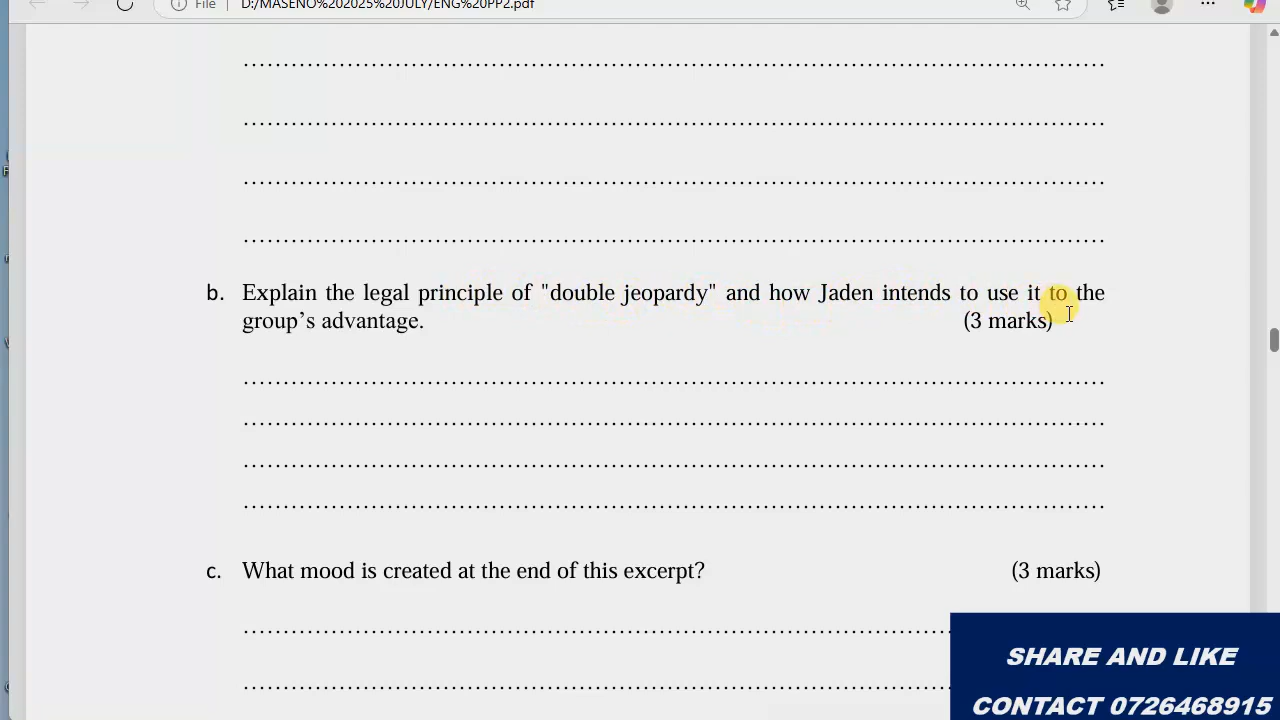 File D:/MASENO%202025%20JULY/ENG%20PP2.pdf
b. Explain the legal principle of "double jeopardy" and how Jaden intends to use it to the
group’s advantage. (3 marks)
c. What mood is created at the end of this excerpt? (3 marks)
SHARE AND LIKE
CONTACT 0726468915